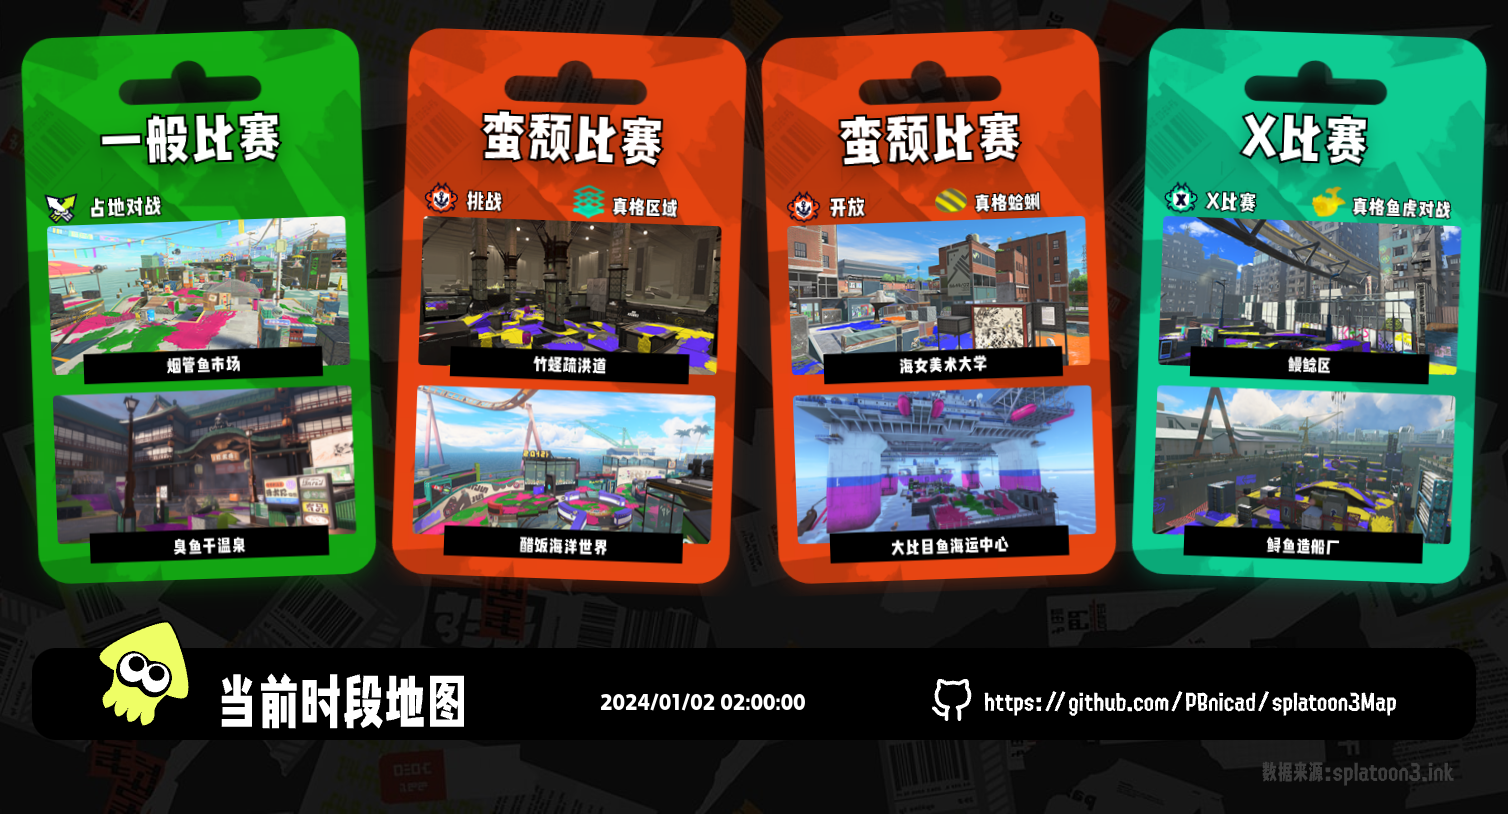 一般比赛
占地对战
烟管鱼市场
臭鱼干温泉
蛮颓比赛
挑战
真格区域
竹蛏疏洪道
醋饭海洋世界
蛮颓比赛
开放
真格蛤蜊
海女美术大学
大比目鱼海运中心
X比赛
X比赛
真格鱼虎对战
鳗鲶区
鲟鱼造船厂
当前时段地图
2024/01/02 02:00:00
https://github.com/PBnicad/splatoon3Map
数据来源:splatoon3.ink